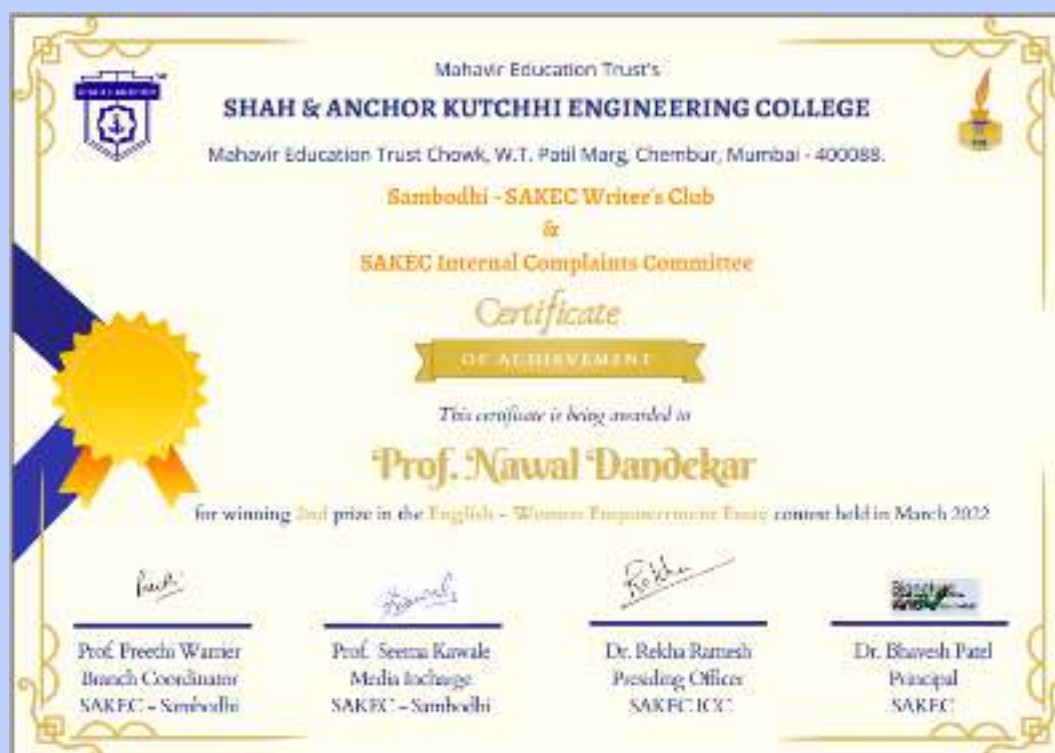 Mahavir Education Trust's
SHAH & ANCHOR KUTCHHI ENGINEERING COLLEGE
Mahavir Education Trust Chowk, W.T. Patil Marg, Chembur, Mumbai - 400088.
Sambodhi - SAKEC Writer's Club
&
SAKEC Internal Complaints Committee
Certificate
OF ACHIEVEMENT
This certificate is being awarded to
Prof. Nawal Dandekar
for winning 2nd prize in the English - Women Empowerment Essay contest held in March 2022
Rekha
Prof. Preethi Warrier
Branch Coordinator
SAKEC - Sambodhi
Prof. Seema Kawale
Media Incharge
SAKEC - Sambodhi
Dr. Rekha Ramesh
Presiding Officer
SAKEC ICC
Dr. Bhavesh Patel
Principal
SAKEC